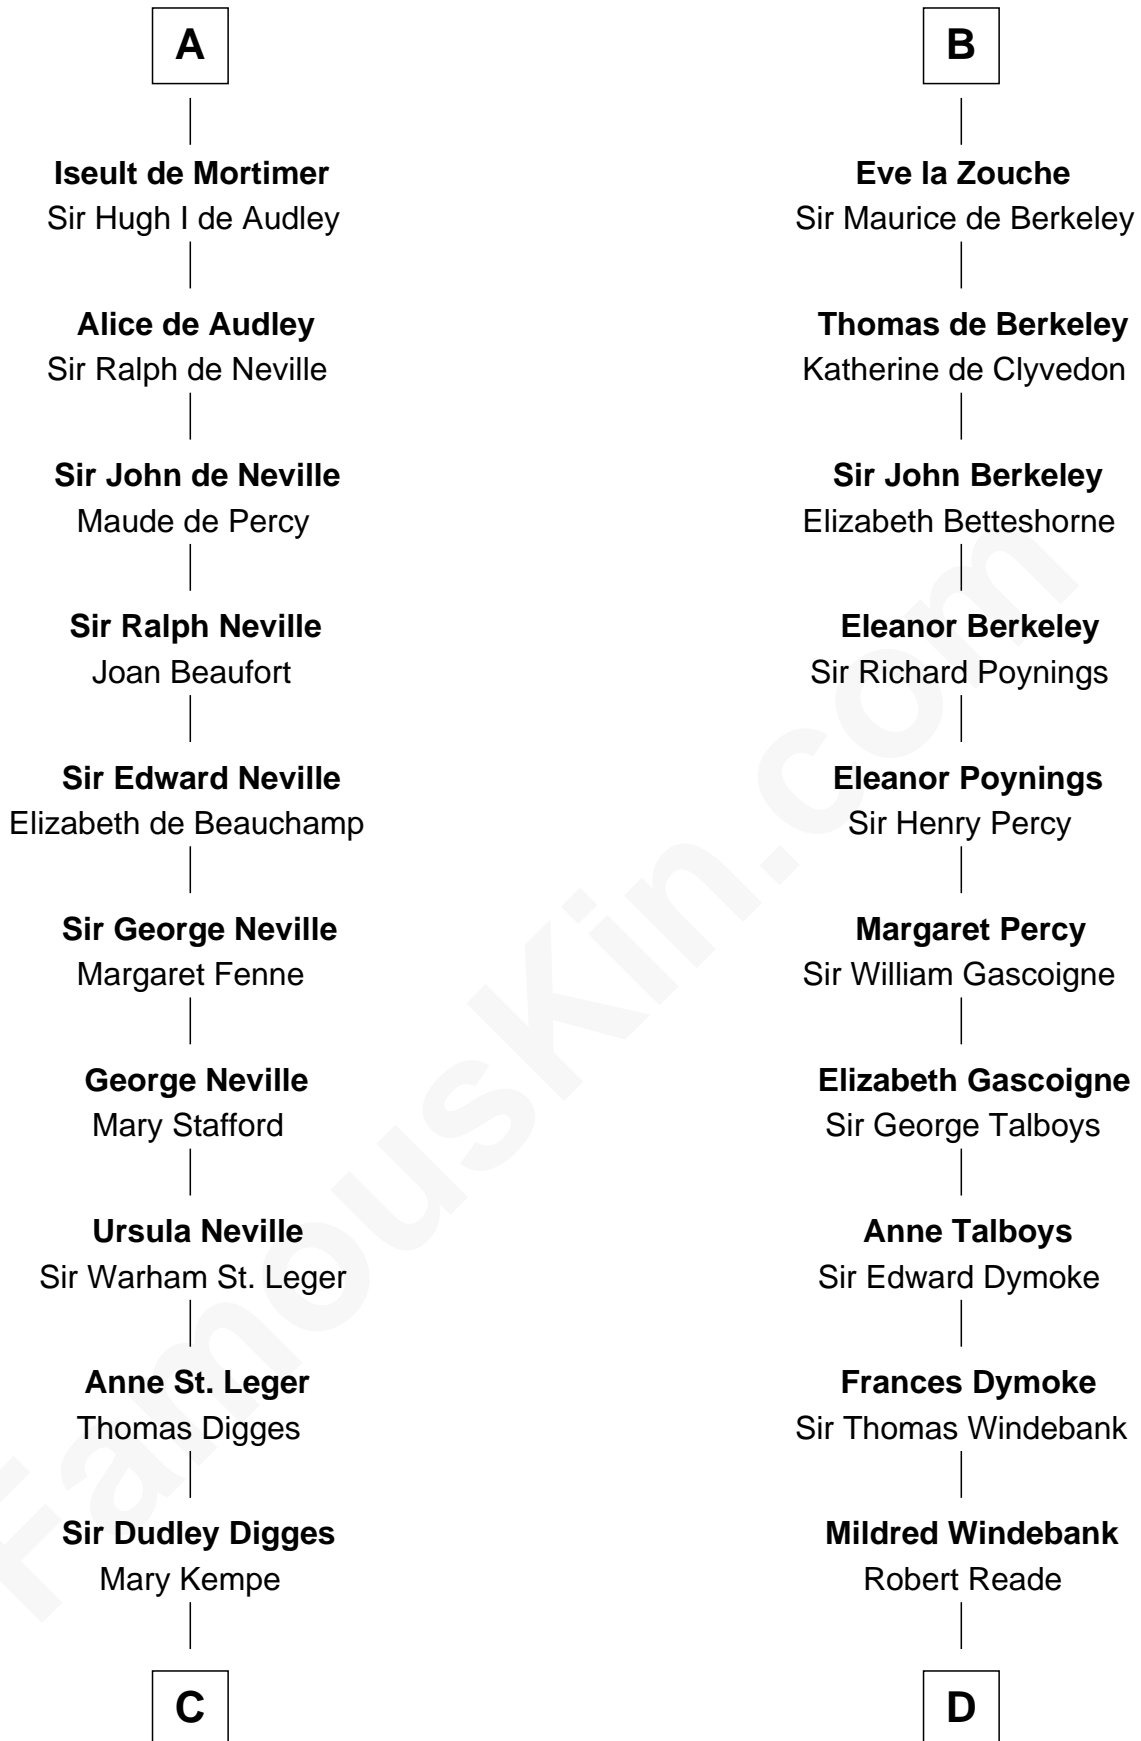 A
Iseult de Mortimer
Sir Hugh I de Audley
Alice de Audley
Sir Ralph de Neville
Sir John de Neville
Maude de Percy
Sir Ralph Neville
Joan Beaufort
Sir Edward Neville
Elizabeth de Beauchamp
Sir George Neville
Margaret Fenne
George Neville
Mary Stafford
Ursula Neville
Sir Warham St. Leger
Anne St. Leger
Thomas Digges
Sir Dudley Digges
Mary Kempe
C
B
Eve la Zouche
Sir Maurice de Berkeley
Thomas de Berkeley
Katherine de Clyvedon
Sir John Berkeley
Elizabeth Betteshorne
Eleanor Berkeley
Sir Richard Poynings
Eleanor Poynings
Sir Henry Percy
Margaret Percy
Sir William Gascoigne
Elizabeth Gascoigne
Sir George Talboys
Anne Talboys
Sir Edward Dymoke
Frances Dymoke
Sir Thomas Windebank
Mildred Windebank
Robert Reade
D
FamousKin.com